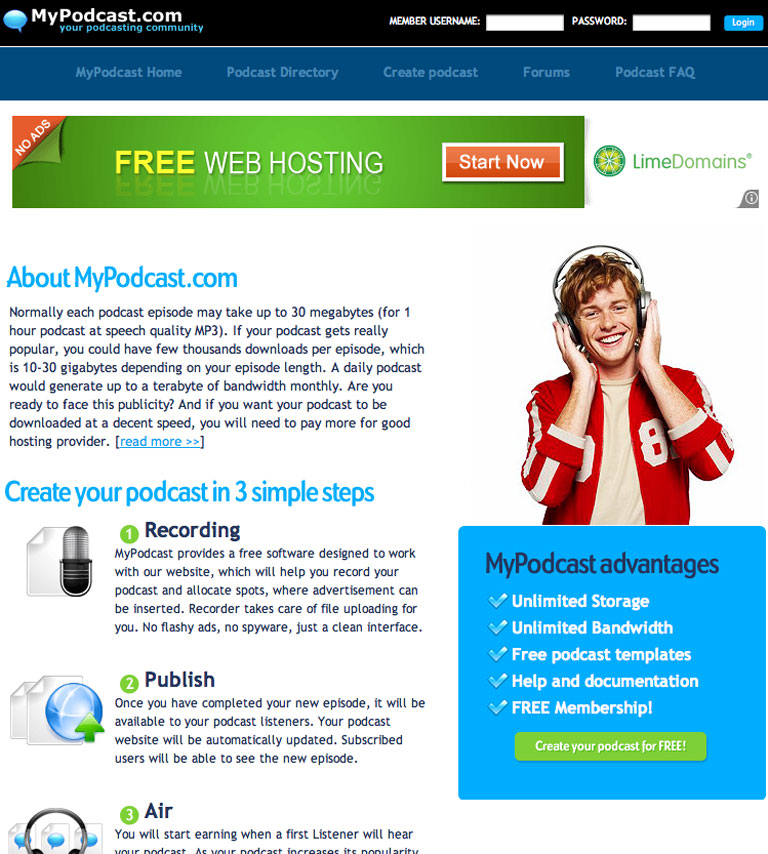 MyPodcast.com
your podcasting community
MEMBER USERNAME: PASSWORD: Login
MyPodcast Home Podcast Directory Create podcast Forums Podcast FAQ
NO ADS
FREE WEB HOSTING
Start Now
LimeDomains®
About MyPodcast.com
Normally each podcast episode may take up to 30 megabytes (for 1
hour podcast at speech quality MP3). If your podcast gets really
popular, you could have few thousands downloads per episode, which
is 10-30 gigabytes depending on your episode length. A daily podcast
would generate up to a terabyte of bandwidth monthly. Are you
ready to face this publicity? And if you want your podcast to be
downloaded at a decent speed, you will need to pay more for good
hosting provider. [read more >>]
Create your podcast in 3 simple steps
1 Recording
MyPodcast provides a free software designed to work
with our website, which will help you record your
podcast and allocate spots, where advertisement can
be inserted. Recorder takes care of file uploading for
you. No flashy ads, no spyware, just a clean interface.
2 Publish
Once you have completed your new episode, it will be
available to your podcast listeners. Your podcast
website will be automatically updated. Subscribed
users will be able to see the new episode.
3 Air
You will start earning when a first Listener will hear
your podcast. As your podcast increases its popularity
8
MyPodcast advantages
Unlimited Storage
Unlimited Bandwidth
Free podcast templates
Help and documentation
FREE Membership!
Create your podcast for FREE!